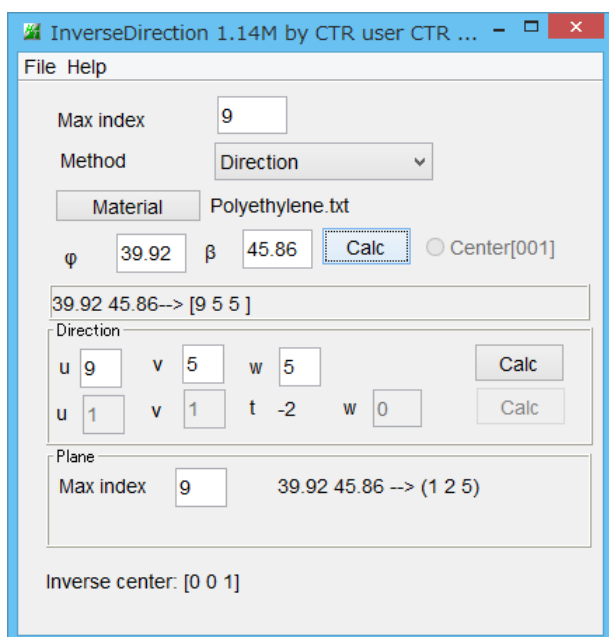 InverseDirection 1.14M by CTR user CTR ...
File Help
Max index 9
Method Direction
Material Polyethylene.txt
φ 39.92 β 45.86 Calc Center[001]
39.92 45.86--> [9 5 5 ]
Direction
u 9 v 5 w 5 Calc
u 1 v 1 t -2 w 0 Calc
Plane
Max index 9 39.92 45.86 --> (1 2 5)
Inverse center: [0 0 1]